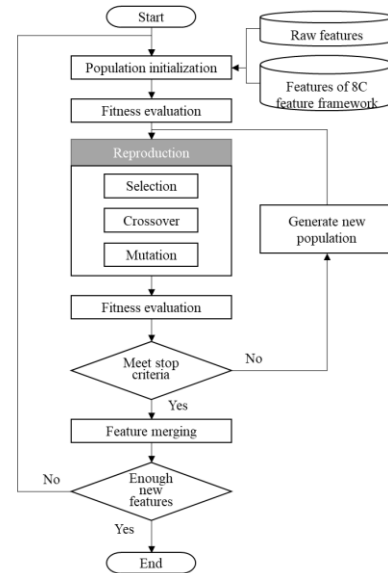 Start
Raw features
Population initialization
Features of 8C
feature framework
Fitness evaluation
Reproduction
Selection
Crossover
Mutation
Generate new
population
Fitness evaluation
Meet stop
criteria
No
Yes
Feature merging
No
Enough
new
features
Yes
End